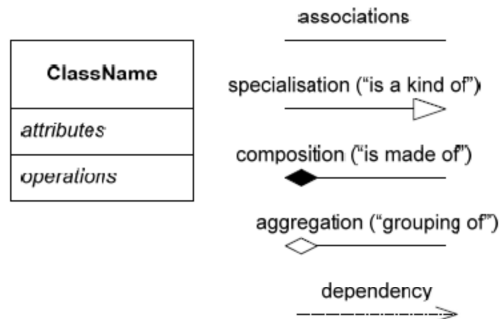 associations
ClassName
specialisation ("is a kind of")
attributes
composition ("is made of")
operations
aggregation ("grouping of")
dependency